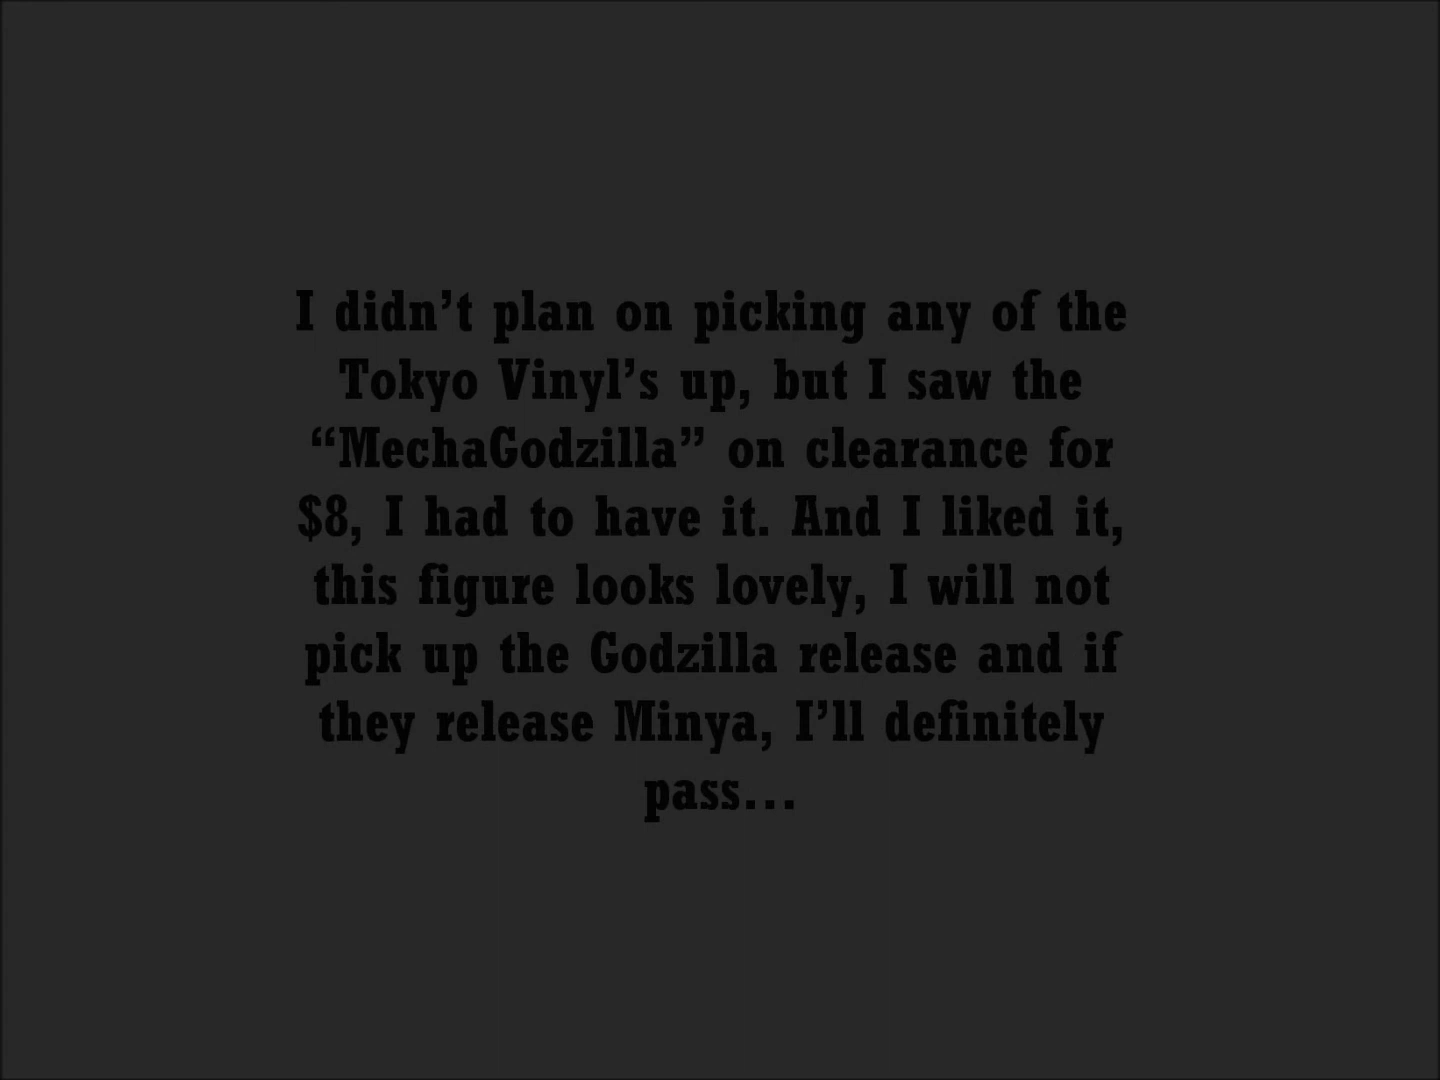 I didn’t plan on picking any of the
Tokyo Vinyl’s up, but I saw the
“MechaGodzilla” on clearance for
$8, I had to have it. And I liked it,
this figure looks lovely, I will not
pick up the Godzilla release and if
they release Minya, I’ll definitely
pass...